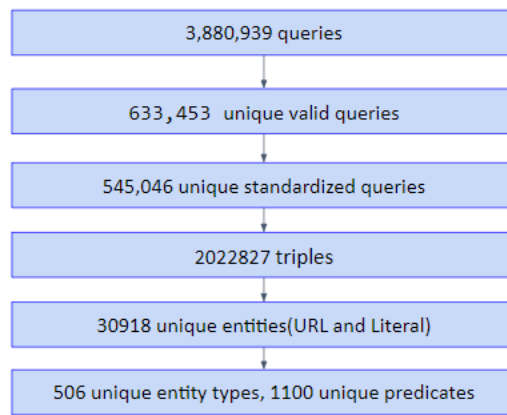 3,880,939 queries
633,453 unique valid queries
545,046 unique standardized queries
2022827 triples
30918 unique entities(URL and Literal)
506 unique entity types, 1100 unique predicates